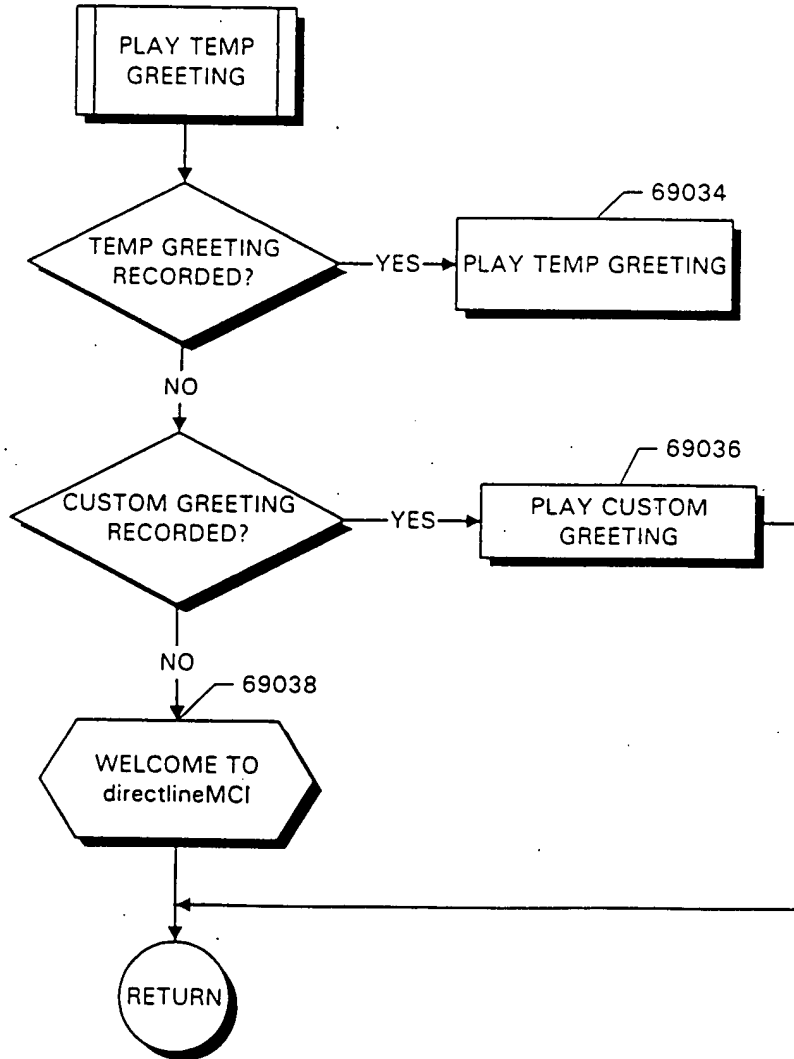 PLAY TEMP
GREETING
69034
TEMP GREETING
RECORDED?
YES
PLAY TEMP GREETING
NO
69036
CUSTOM GREETING
RECORDED?
YES
PLAY CUSTOM
GREETING
NO
69038
WELCOME TO
directlineMCI
RETURN